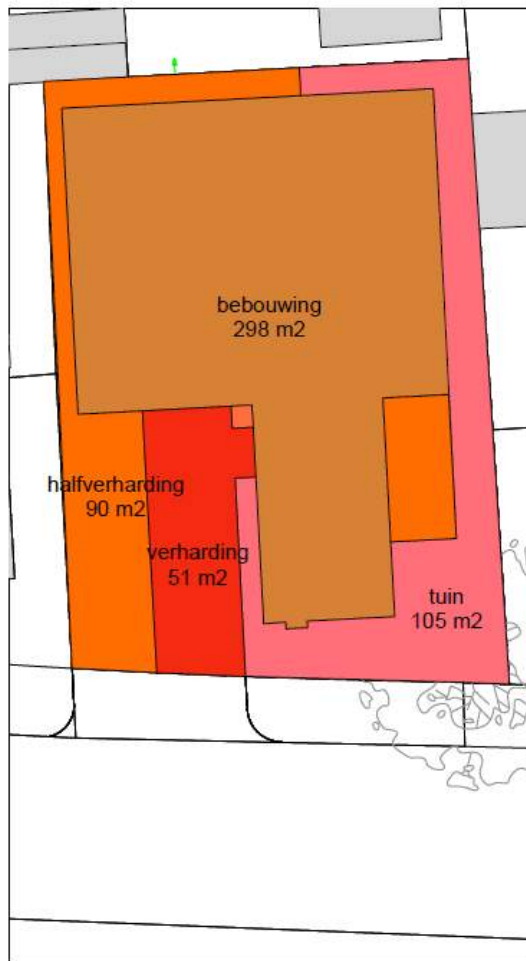 bebouwing
298 m2
halfverharding
90 m2
verharding
51 m2
tuin
105 m2